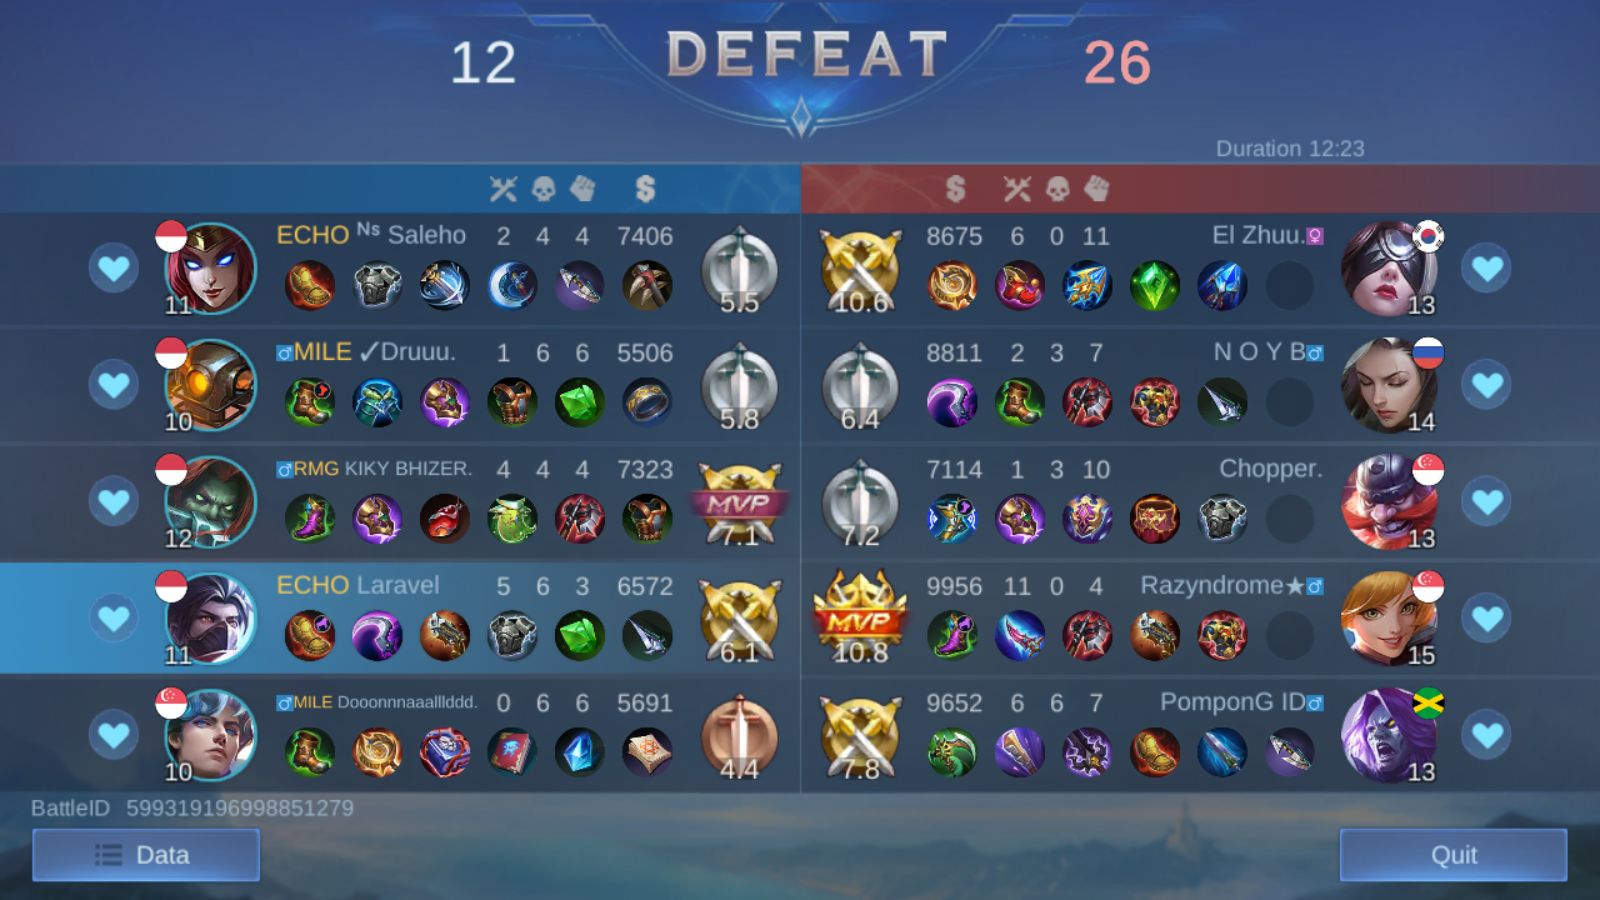 12 DEFEAT 26
Duration 12:23
ECHO Ns Saleho 2 4 4 7406
11 5.5
10.6 8675 6 0 11 El Zhuu.♀
13
♂MILE ✓Druuu. 1 6 6 5506
10 5.8
6.4 8811 2 3 7 N O Y B♂
14
♂RMG KIKY BHIZER. 4 4 4 7323
12 MVP 7.1
7.2 7114 1 3 10 Chopper.
13
ECHO Laravel 5 6 3 6572
11 6.1
MVP 10.8 9956 11 0 4 Razyndrome★♂
15
♂MILE Dooonnnaaalllddd. 0 6 6 5691
10 4.4
7.8 9652 6 6 7 PomponG ID♂
13
BattleID 599319196998851279
Data
Quit